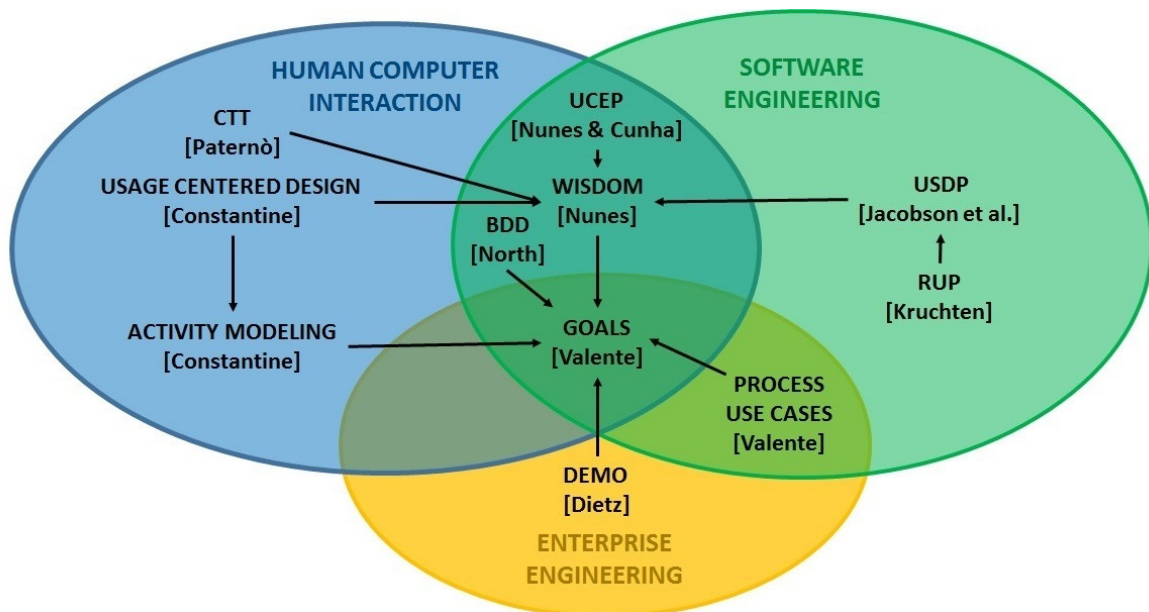 HUMAN COMPUTER
INTERACTION
SOFTWARE
ENGINEERING
CTT
[Paternò]
UCEP
[Nunes & Cunha]
USAGE CENTERED DESIGN
[Constantine]
WISDOM
[Nunes]
USDP
[Jacobson et al.]
BDD
[North]
RUP
[Kruchten]
ACTIVITY MODELING
[Constantine]
GOALS
[Valente]
PROCESS
USE CASES
[Valente]
DEMO
[Dietz]
ENTERPRISE
ENGINEERING